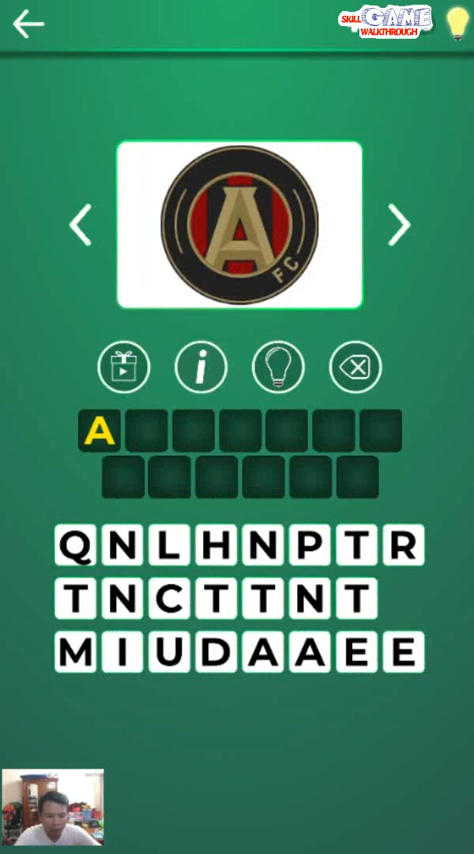 SKILL GAME
WALKTHROUGH
A
FC
i
A
QNLHNPTR
TNCTTNT
MIUDAAEE